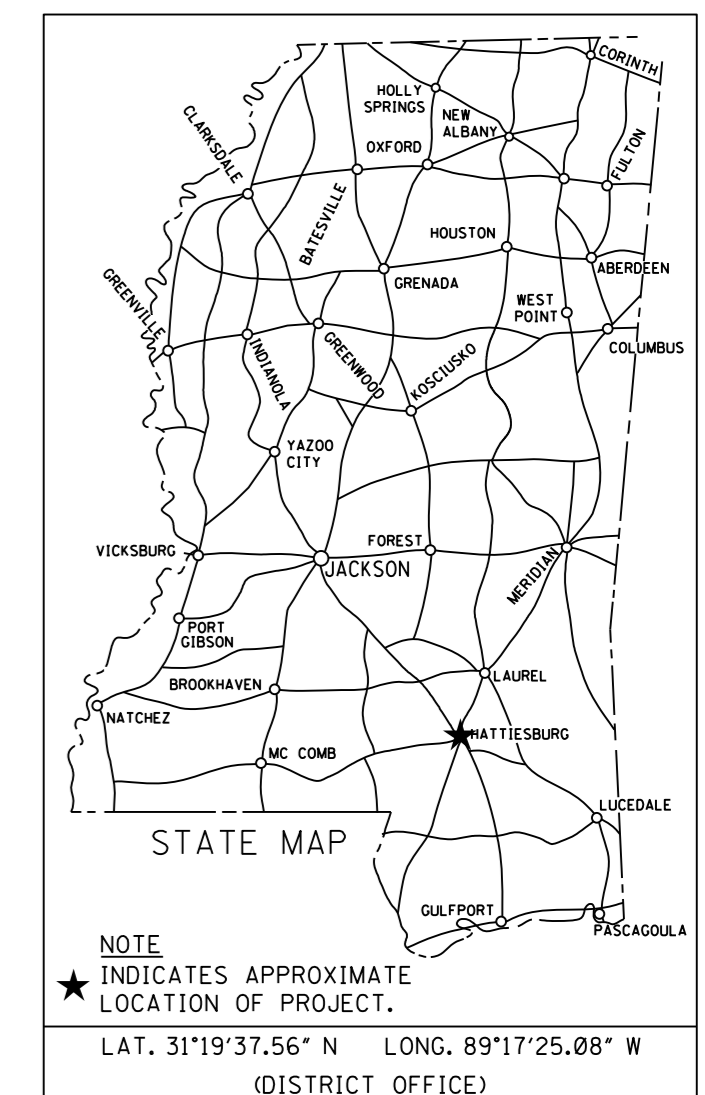 CORINTH
HOLLY
SPRINGS
NEW
ALBANY
CLARKSDALE
OXFORD
FULTON
BATESVILLE
HOUSTON
ABERDEEN
GRENADA
GREENVILLE
WEST
POINT
COLUMBUS
INDIANOLA
GREENWOOD
KOSCIUSKO
YAZOO
CITY
VICKSBURG
FOREST
JACKSON
MERIDIAN
PORT
GIBSON
BROOKHAVEN
LAUREL
NATCHEZ
HATTIESBURG
MC COMB
LUCEDALE
STATE MAP
GULFPORT
PASCAGOULA
NOTE
INDICATES APPROXIMATE
LOCATION OF PROJECT.
LAT. 31°19'37.56" N LONG. 89°17'25.08" W
(DISTRICT OFFICE)